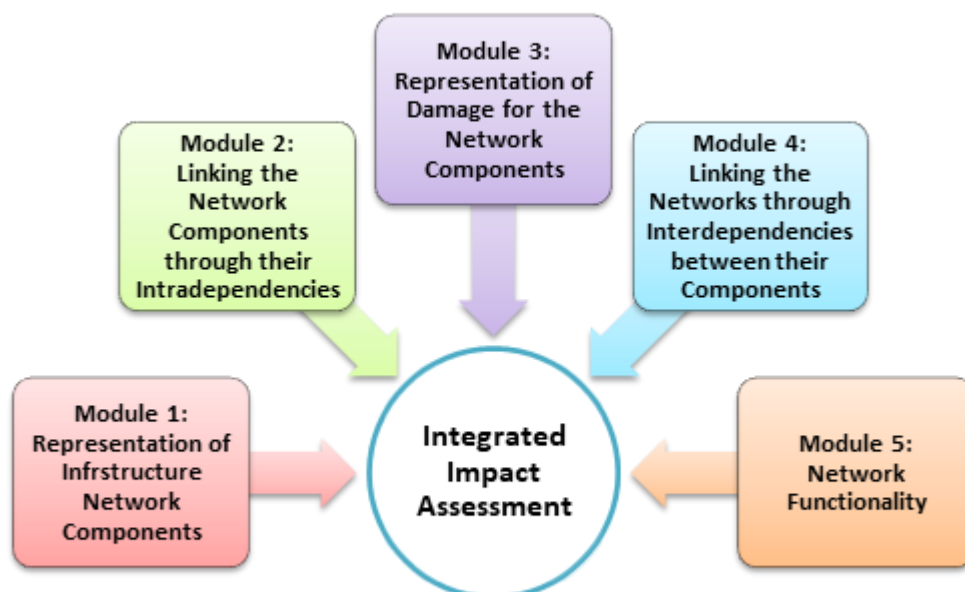 Module 1:
Representation of
Infrstructure
Network
Components
Module 2:
Linking the
Network
Components
through their
Intradependencies
Module 3:
Representation of
Damage for the
Network
Components
Module 4:
Linking the
Networks through
Interdependencies
between their
Components
Module 5:
Network
Functionality
Integrated
Impact
Assessment